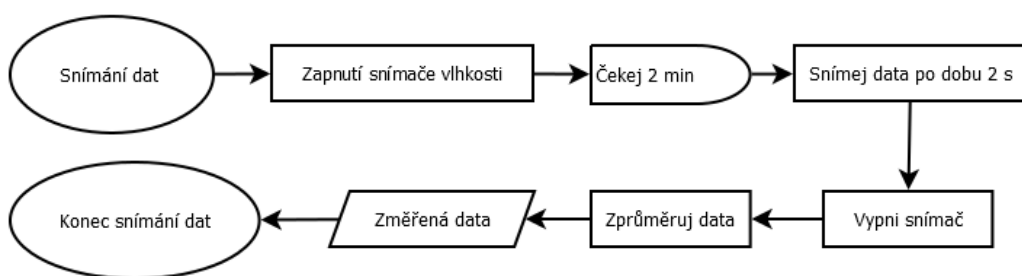 Snímání dat
Zapnutí snímače vlhkosti
Čekej 2 min
Snímej data po dobu 2 s
Konec snímání dat
Změřená data
Zprůměruj data
Vypni snímač